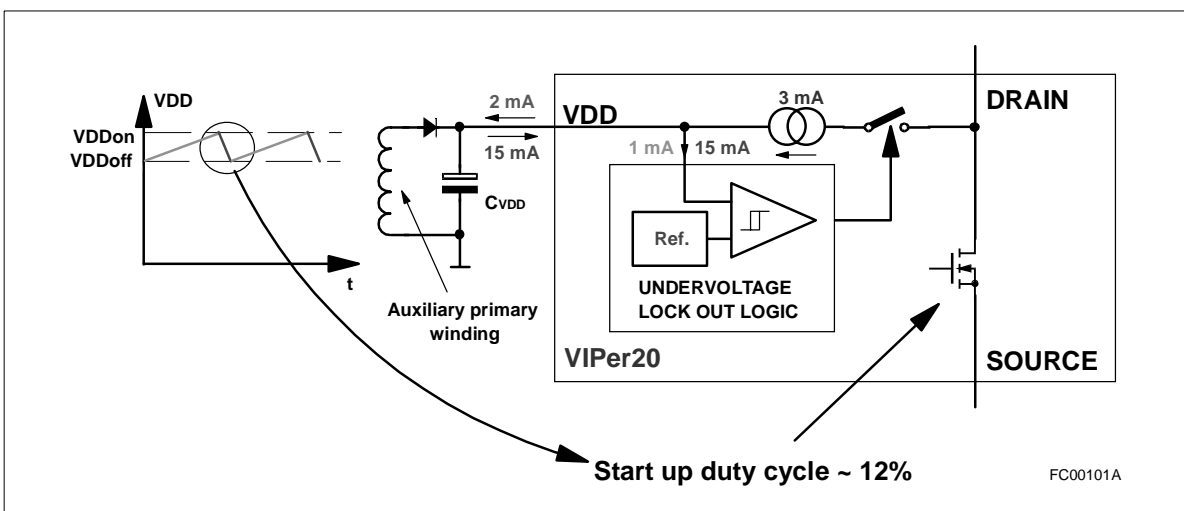 VDD
VDDon
VDDoff
t
2 mA
15 mA
CVDD
Auxiliary primary
winding
VDD
3 mA
DRAIN
1 mA 15 mA
Ref.
UNDERVOLTAGE
LOCK OUT LOGIC
VIPer20
SOURCE
Start up duty cycle ~ 12%
FC00101A